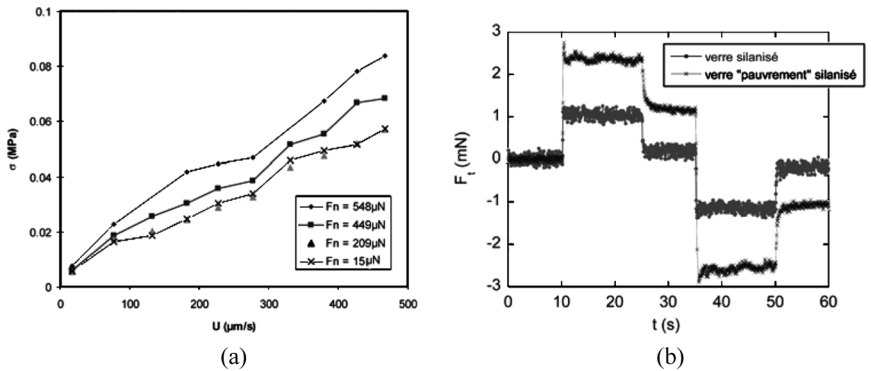 0.1
0.08
0.06
0.04
0.02
0
σ (MPa)
0 100 200 300 400 500
U (µm/s)
Fn = 548µN
Fn = 449µN
Fn = 209µN
Fn = 15µN
(a)
3
2
1
0
-1
-2
-3
Ft (mN)
0 10 20 30 40 50 60
t (s)
verre silanisé
verre "pauvrement" silanisé
(b)